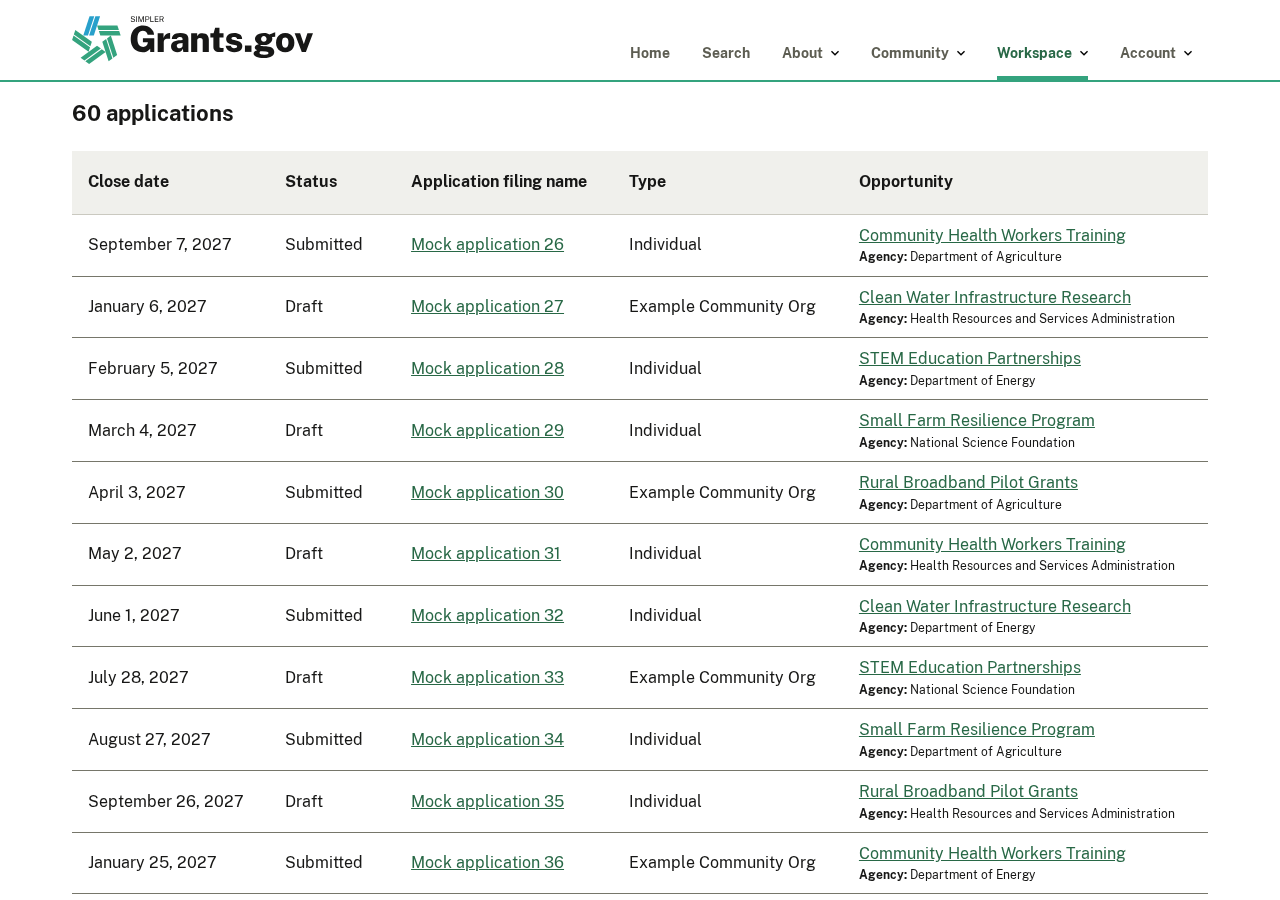 SIMPLER
Grants.gov
Home Search About Community Workspace Account
60 applications
Close date Status Application filing name Type Opportunity
September 7, 2027 Submitted Mock application 26 Individual Community Health Workers Training
Agency: Department of Agriculture
January 6, 2027 Draft Mock application 27 Example Community Org Clean Water Infrastructure Research
Agency: Health Resources and Services Administration
February 5, 2027 Submitted Mock application 28 Individual STEM Education Partnerships
Agency: Department of Energy
March 4, 2027 Draft Mock application 29 Individual Small Farm Resilience Program
Agency: National Science Foundation
April 3, 2027 Submitted Mock application 30 Example Community Org Rural Broadband Pilot Grants
Agency: Department of Agriculture
May 2, 2027 Draft Mock application 31 Individual Community Health Workers Training
Agency: Health Resources and Services Administration
June 1, 2027 Submitted Mock application 32 Individual Clean Water Infrastructure Research
Agency: Department of Energy
July 28, 2027 Draft Mock application 33 Example Community Org STEM Education Partnerships
Agency: National Science Foundation
August 27, 2027 Submitted Mock application 34 Individual Small Farm Resilience Program
Agency: Department of Agriculture
September 26, 2027 Draft Mock application 35 Individual Rural Broadband Pilot Grants
Agency: Health Resources and Services Administration
January 25, 2027 Submitted Mock application 36 Example Community Org Community Health Workers Training
Agency: Department of Energy